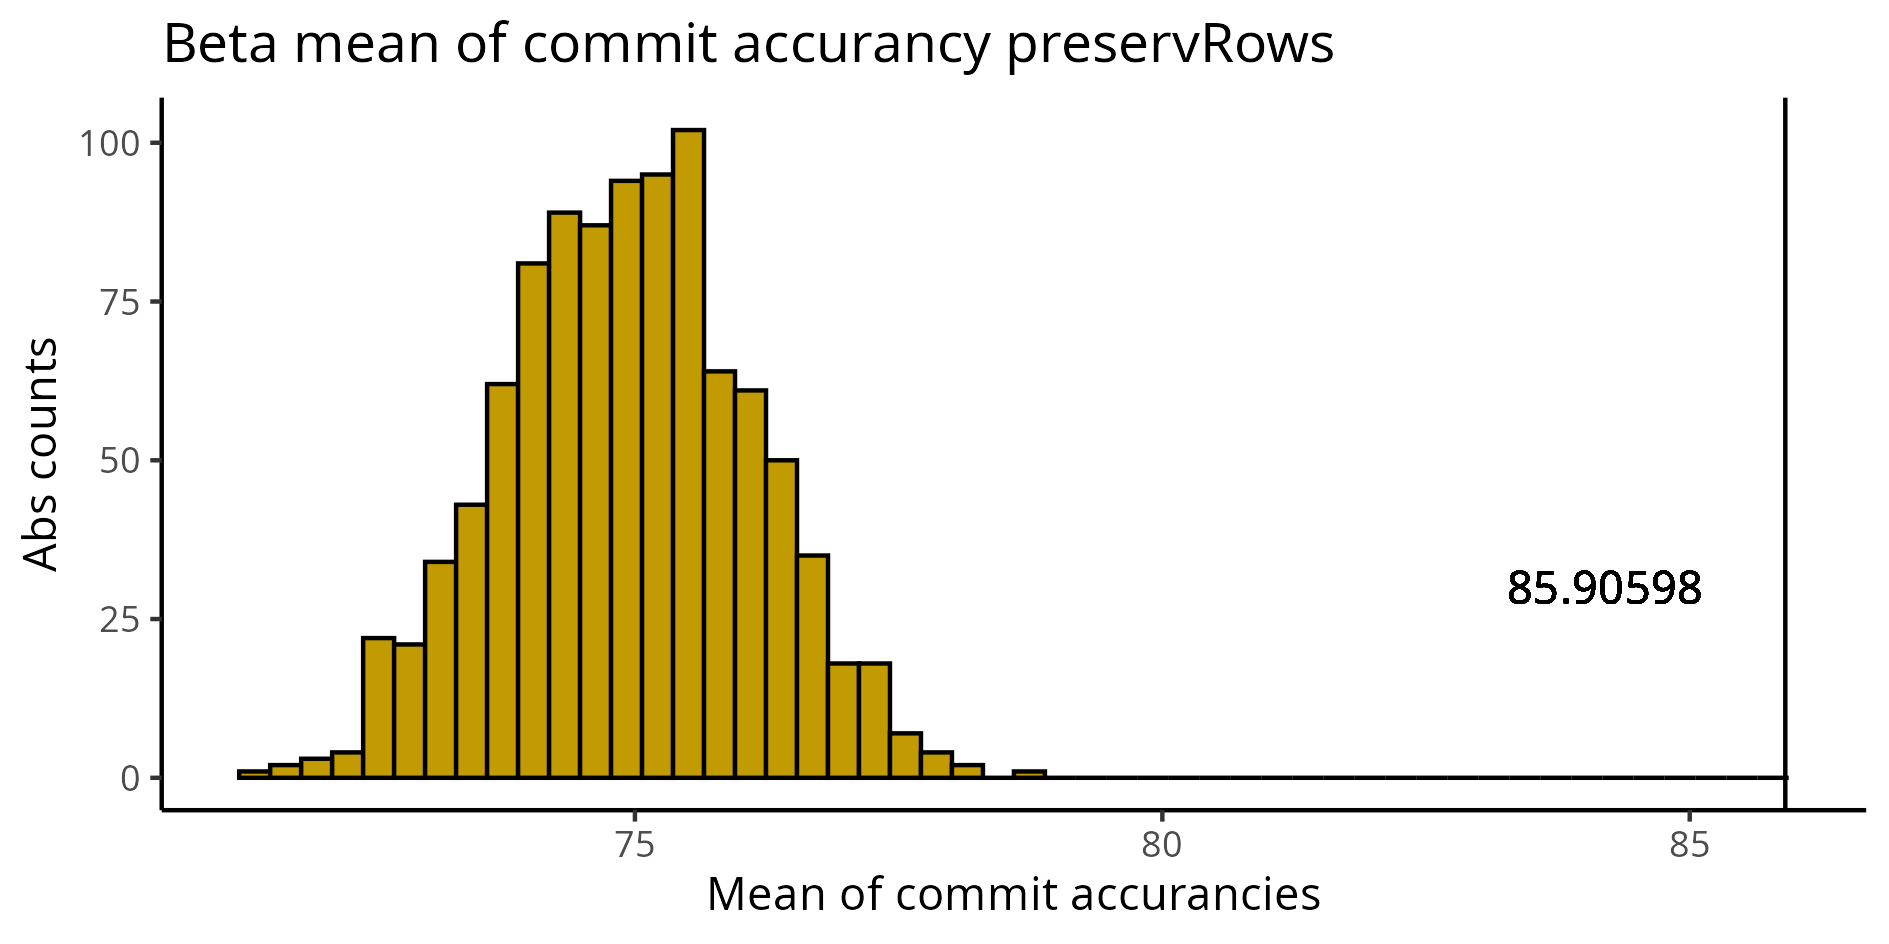 Beta mean of commit accurancy preservRows
100
75
50
25
0
Abs counts
85.90598
75 80 85
Mean of commit accurancies